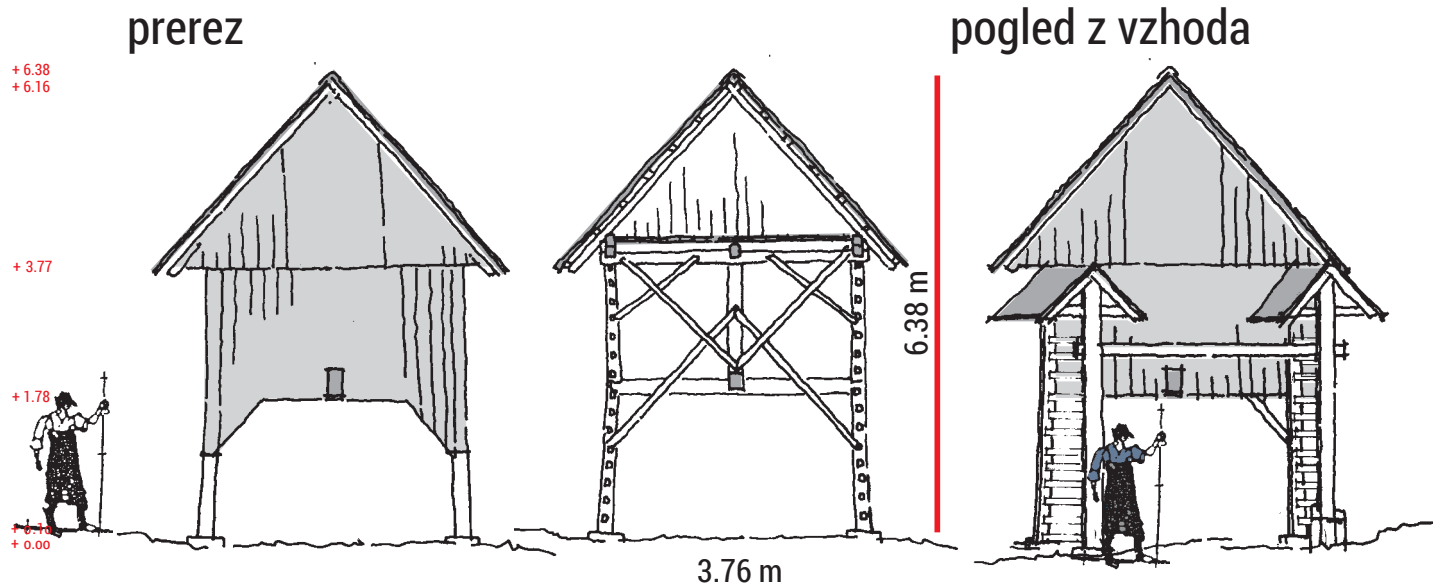 prerez
pogled z vzhoda
+ 6.38
+ 6.16
+ 3.77
+ 1.78
+ 0.00
6.38 m
3.76 m